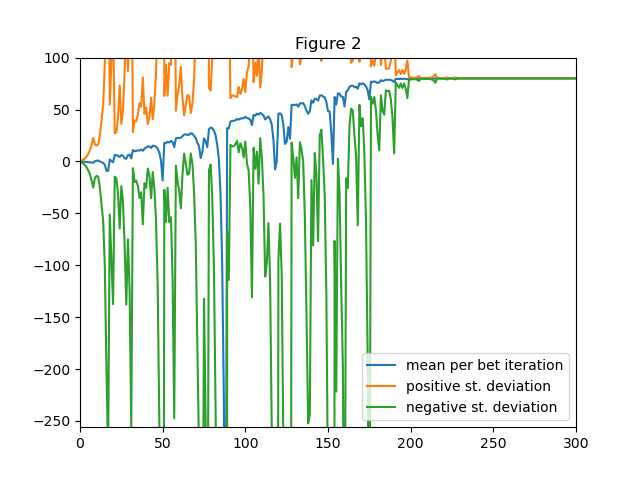 Figure 2
100
50
0
−50
−100
−150
−200
−250
0 50 100 150 200 250 300
mean per bet iteration
positive st. deviation
negative st. deviation